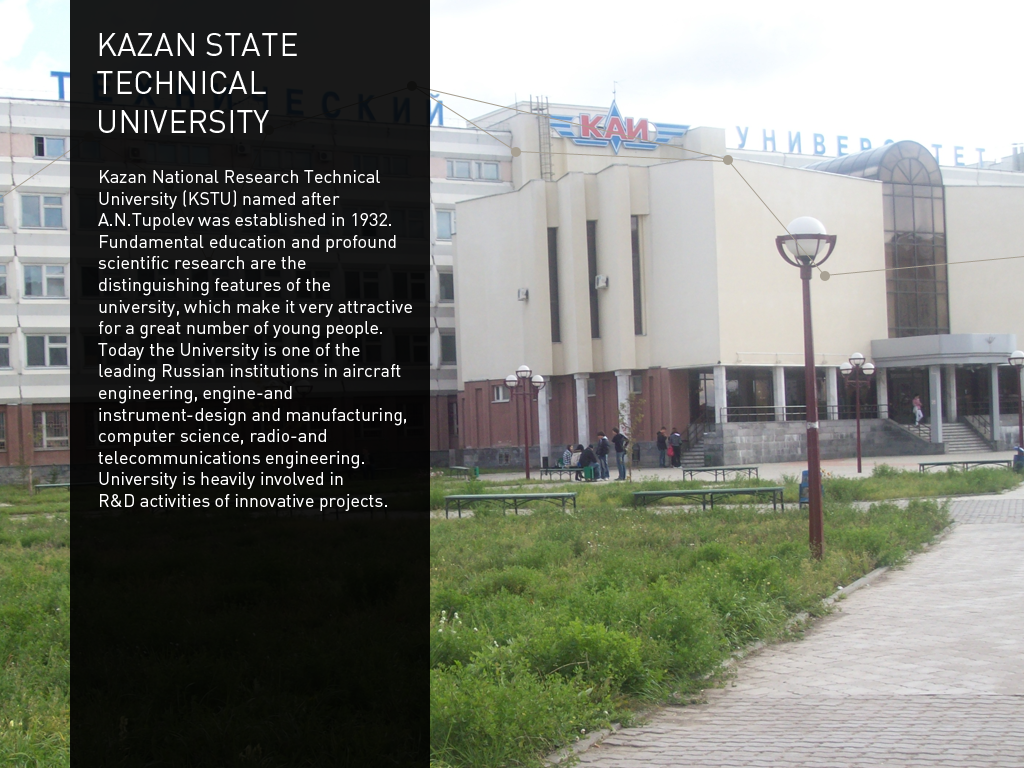 KAZAN STATE
TECHNICAL
UNIVERSITY
Kazan National Research Technical
University (KSTU) named after
A.N.Tupolev was established in 1932.
Fundamental education and profound
scientific research are the
distinguishing features of the
university, which make it very attractive
for a great number of young people.
Today the University is one of the
leading Russian institutions in aircraft
engineering, engine-and
instrument-design and manufacturing,
computer science, radio-and
telecommunications engineering.
University is heavily involved in
R&D activities of innovative projects.
ТЕХНИЧЕСКИЙ
КАИ
УНИВЕРСИТЕТ